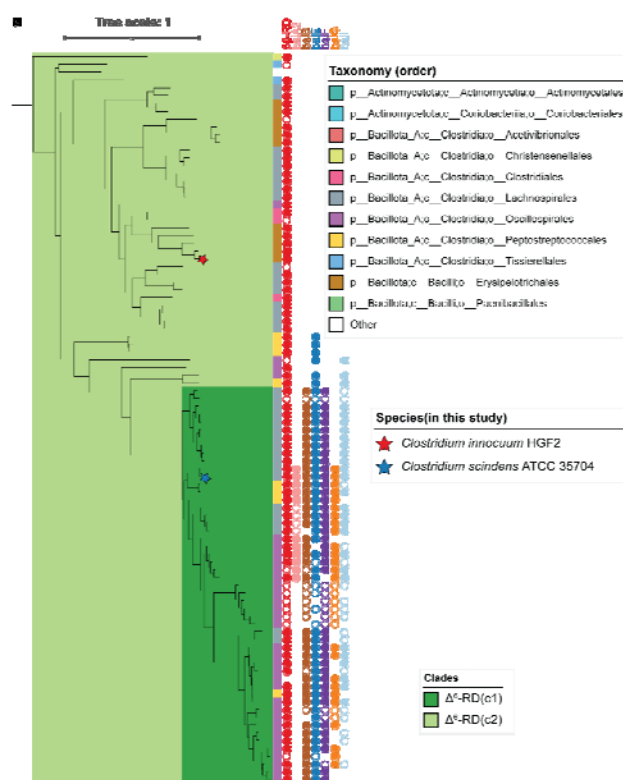 Tree scale: 1
Taxonomy (order)
p__Actinomycetota;c__Actinomycetia;o__Actinomycetales
p__Actinomycetota;c__Coriobacteriia;o__Coriobacteriales
p__Bacillota_A;c__Clostridia;o__Acetivibrionales
p__Bacillota_A;c__Clostridia;o__Christensenellales
p__Bacillota_A;c__Clostridia;o__Clostridiales
p__Bacillota_A;c__Clostridia;o__Lachnospirales
p__Bacillota_A;c__Clostridia;o__Oscillospirales
p__Bacillota_A;c__Clostridia;o__Peptostreptococcales
p__Bacillota_A;c__Clostridia;o__Tissierellales
p__Bacillota;c__Bacilli;o__Erysipelotrichales
p__Bacillota;c__Bacilli;o__Paenibacillales
Other
Species(in this study)
Clostridium innocuum HGF2
Clostridium scindens ATCC 35704
Clades
Δ⁶-RD(c1)
Δ⁶-RD(c2)